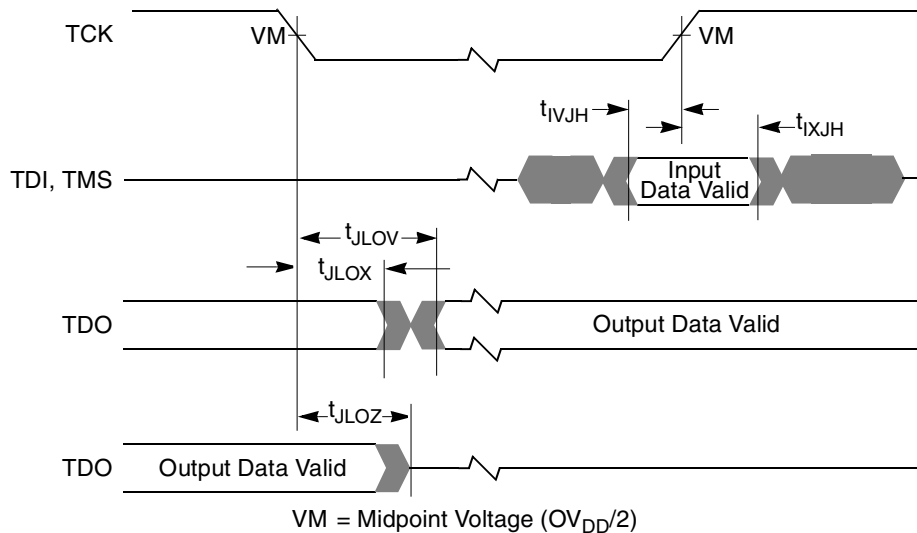 TCK
VM
VM
tIVJH
tIXJH
TDI, TMS
Input
Data Valid
tJLOV
tJLOX
TDO
Output Data Valid
tJLOZ
TDO
Output Data Valid
VM = Midpoint Voltage (OVDD/2)